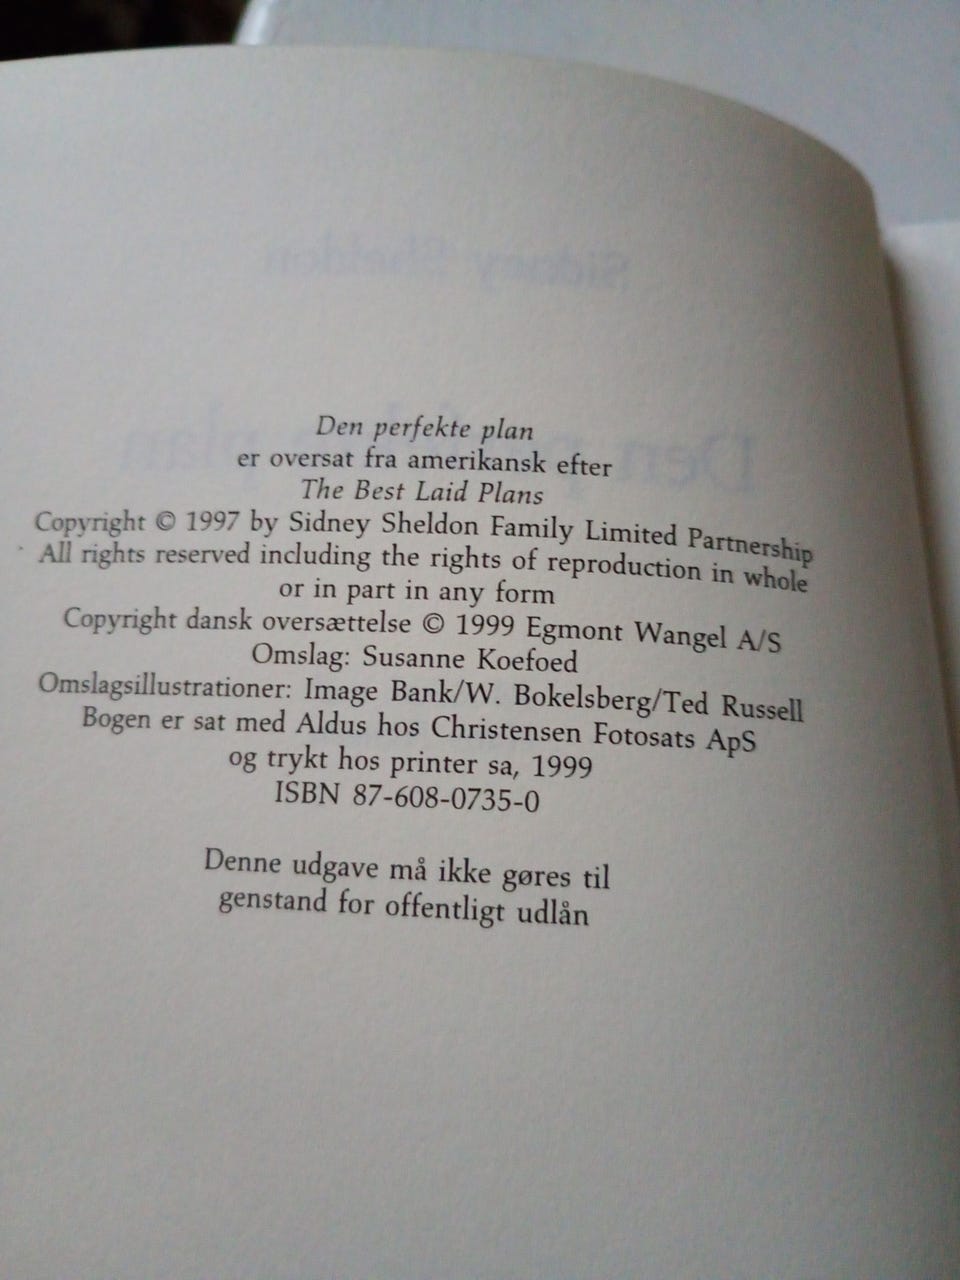 Den perfekte plan
er oversat fra amerikansk efter
The Best Laid Plans
Copyright © 1997 by Sidney Sheldon Family Limited Partnership
All rights reserved including the rights of reproduction in whole
or in part in any form
Copyright dansk oversættelse © 1999 Egmont Wangel A/S
Omslag: Susanne Koefoed
Omslagsillustrationer: Image Bank/W. Bokelsberg/Ted Russell
Bogen er sat med Aldus hos Christensen Fotosats ApS
og trykt hos printer sa, 1999
ISBN 87-608-0735-0
Denne udgave må ikke gøres til
genstand for offentligt udlån